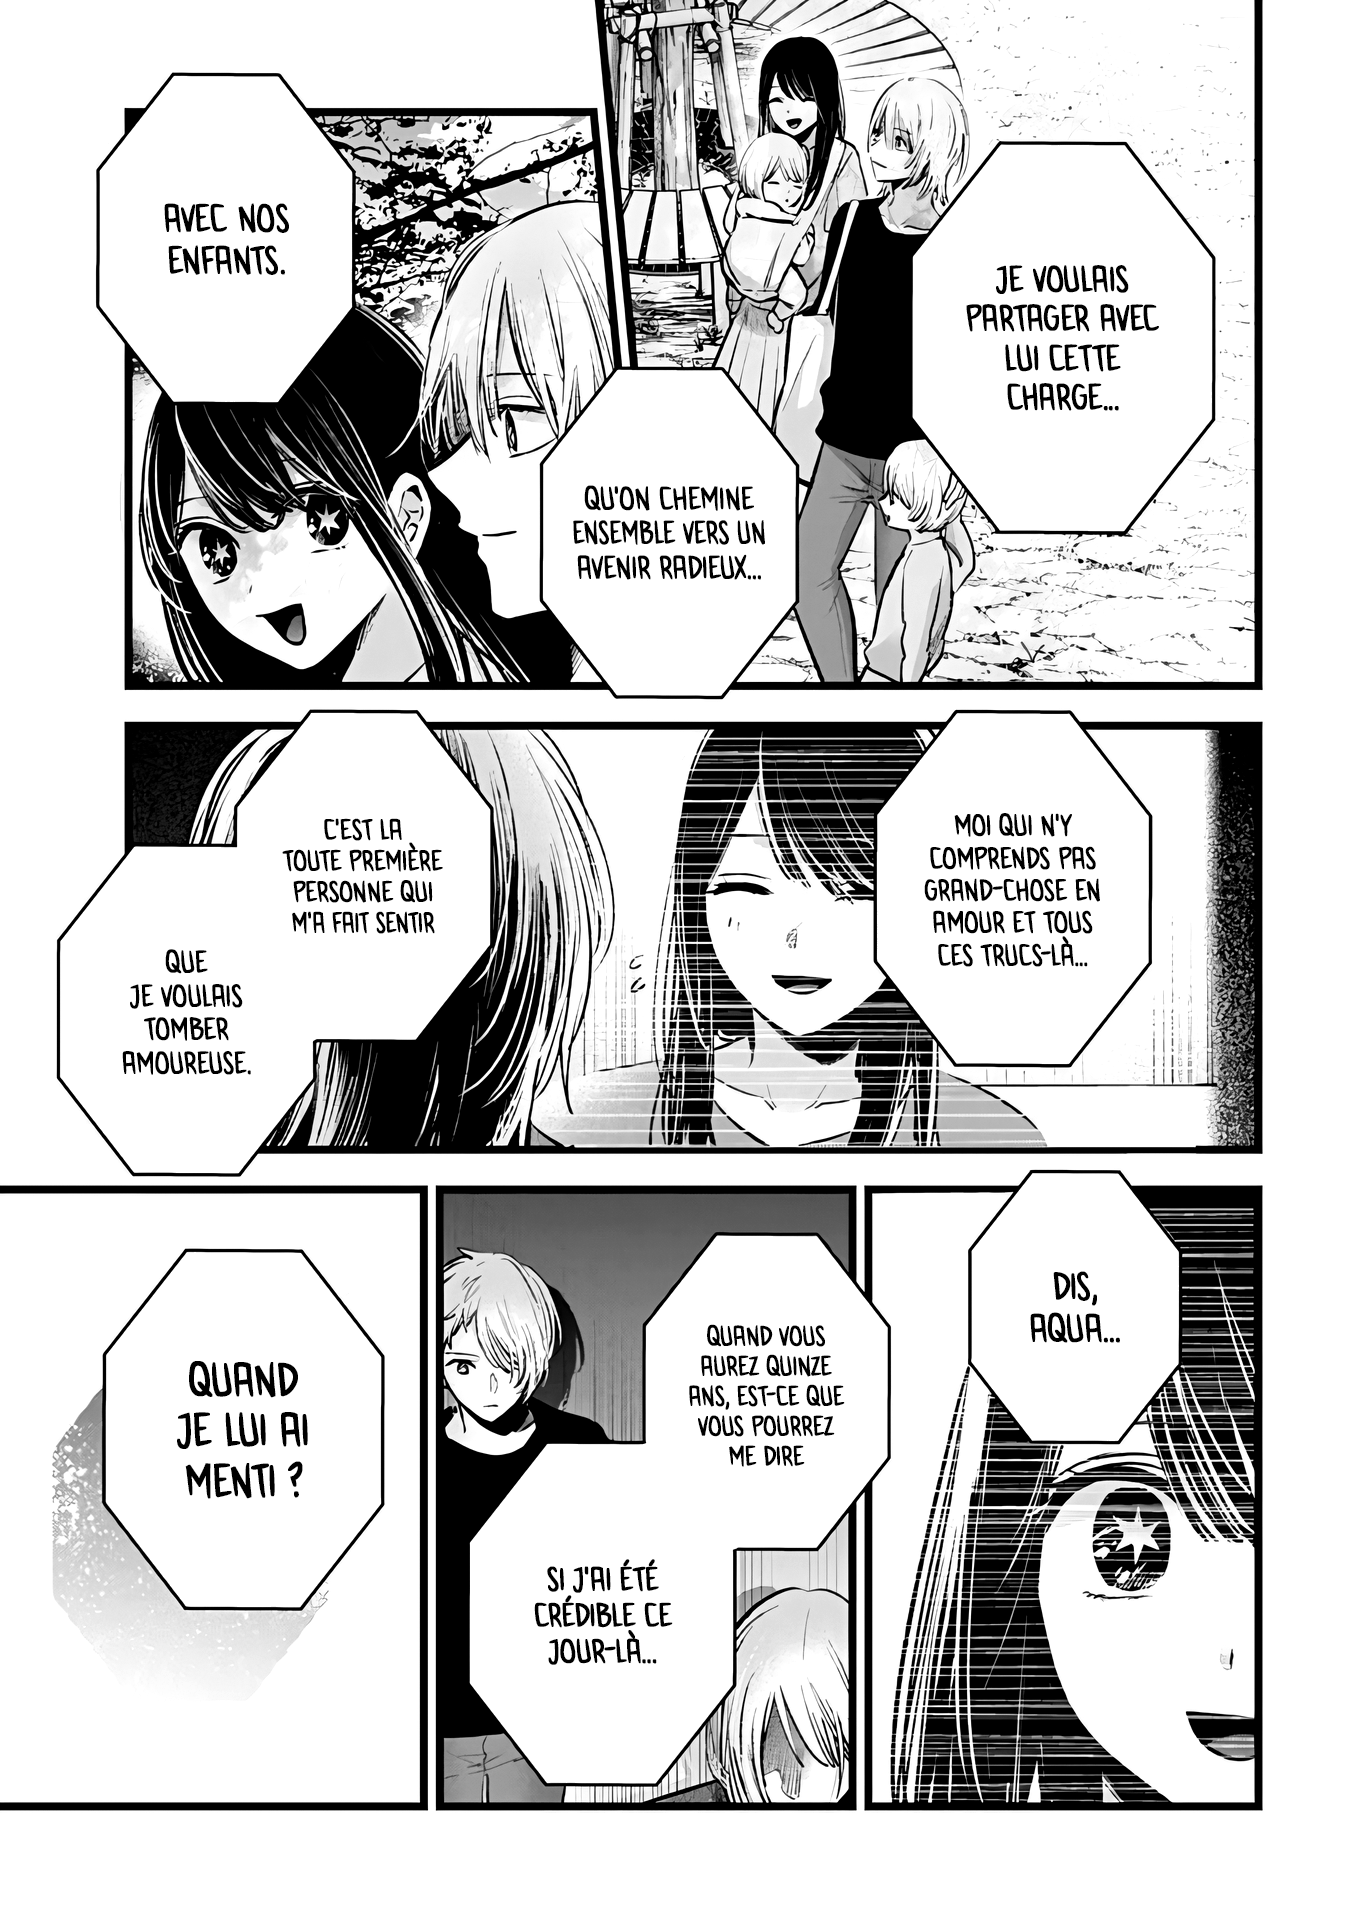 JE VOULAIS
PARTAGER AVEC
LUI CETTE
CHARGE...
QU'ON CHEMINE
ENSEMBLE VERS UN
AVENIR RADIEUX...
AVEC NOS
ENFANTS.
MOI QUI N'Y
COMPRENDS PAS
GRAND-CHOSE EN
AMOUR ET TOUS
CES TRUCS-LÀ...
C'EST LA
TOUTE PREMIÈRE
PERSONNE QUI
M'A FAIT SENTIR
QUE
JE VOULAIS
TOMBER
AMOUREUSE.
DIS,
AQUA...
QUAND VOUS
AUREZ QUINZE
ANS, EST-CE QUE
VOUS POURREZ
ME DIRE
SI J'AI ÉTÉ
CRÉDIBLE CE
JOUR-LÀ...
QUAND
JE LUI AI
MENTI ?